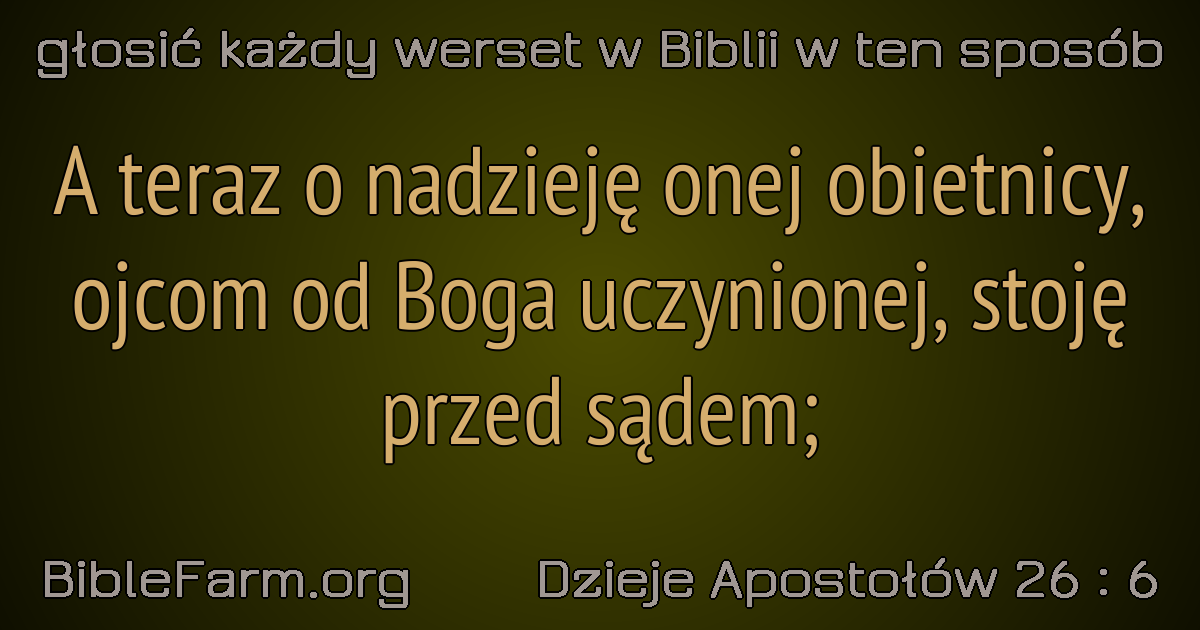 głosić każdy werset w Biblii w ten sposób
A teraz o nadzieję onej obietnicy,
ojcom od Boga uczynionej, stoję
przed sądem;
BibleFarm.org
Dzieje Apostołów 26 : 6